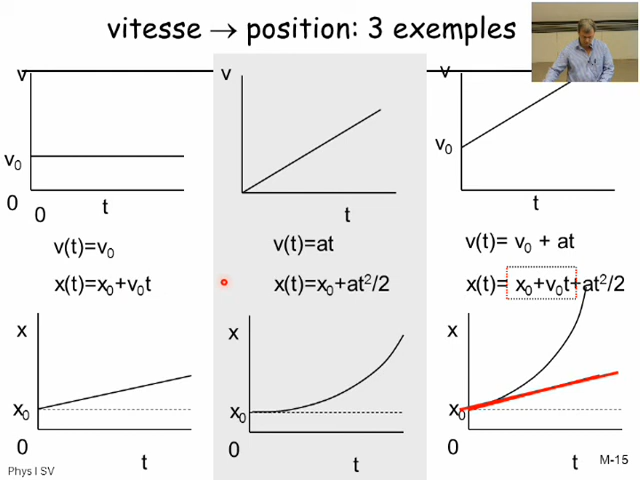 vitesse → position: 3 exemples
v
v₀
0
0
t
v(t)=v₀
x(t)=x₀+v₀t
x
x₀
0
t
v
t
v(t)=at
x(t)=x₀+at²/2
x
x₀
0
t
v
v₀
t
v(t)= v₀ + at
x(t)= x₀+v₀t+at²/2
x
x₀
0
t
Phys I SV
M-15